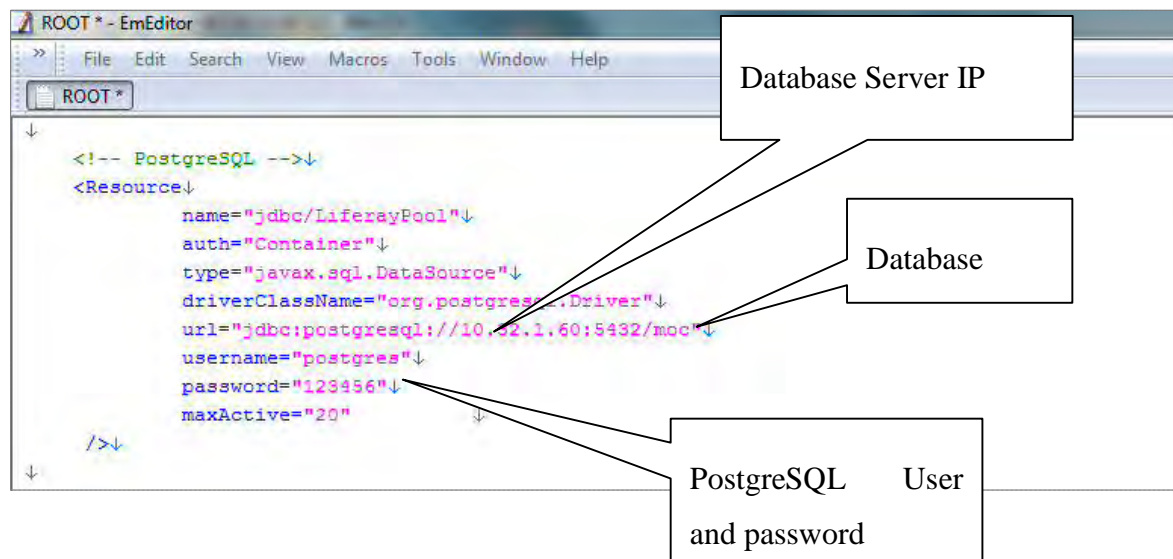 ROOT * - EmEditor
» File Edit Search View Macros Tools Window Help
ROOT *
Database Server IP
↓
<!-- PostgreSQL -->↓
<Resource↓
name="jdbc/LiferayPool"↓
auth="Container"↓
type="javax.sql.DataSource"↓
Database
driverClassName="org.postgresql.Driver"↓
url="jdbc:postgresql://10.32.1.60:5432/moc"↓
username="postgres"↓
password="123456"↓
maxActive="20" ↓
/>↓
↓
PostgreSQL User
and password